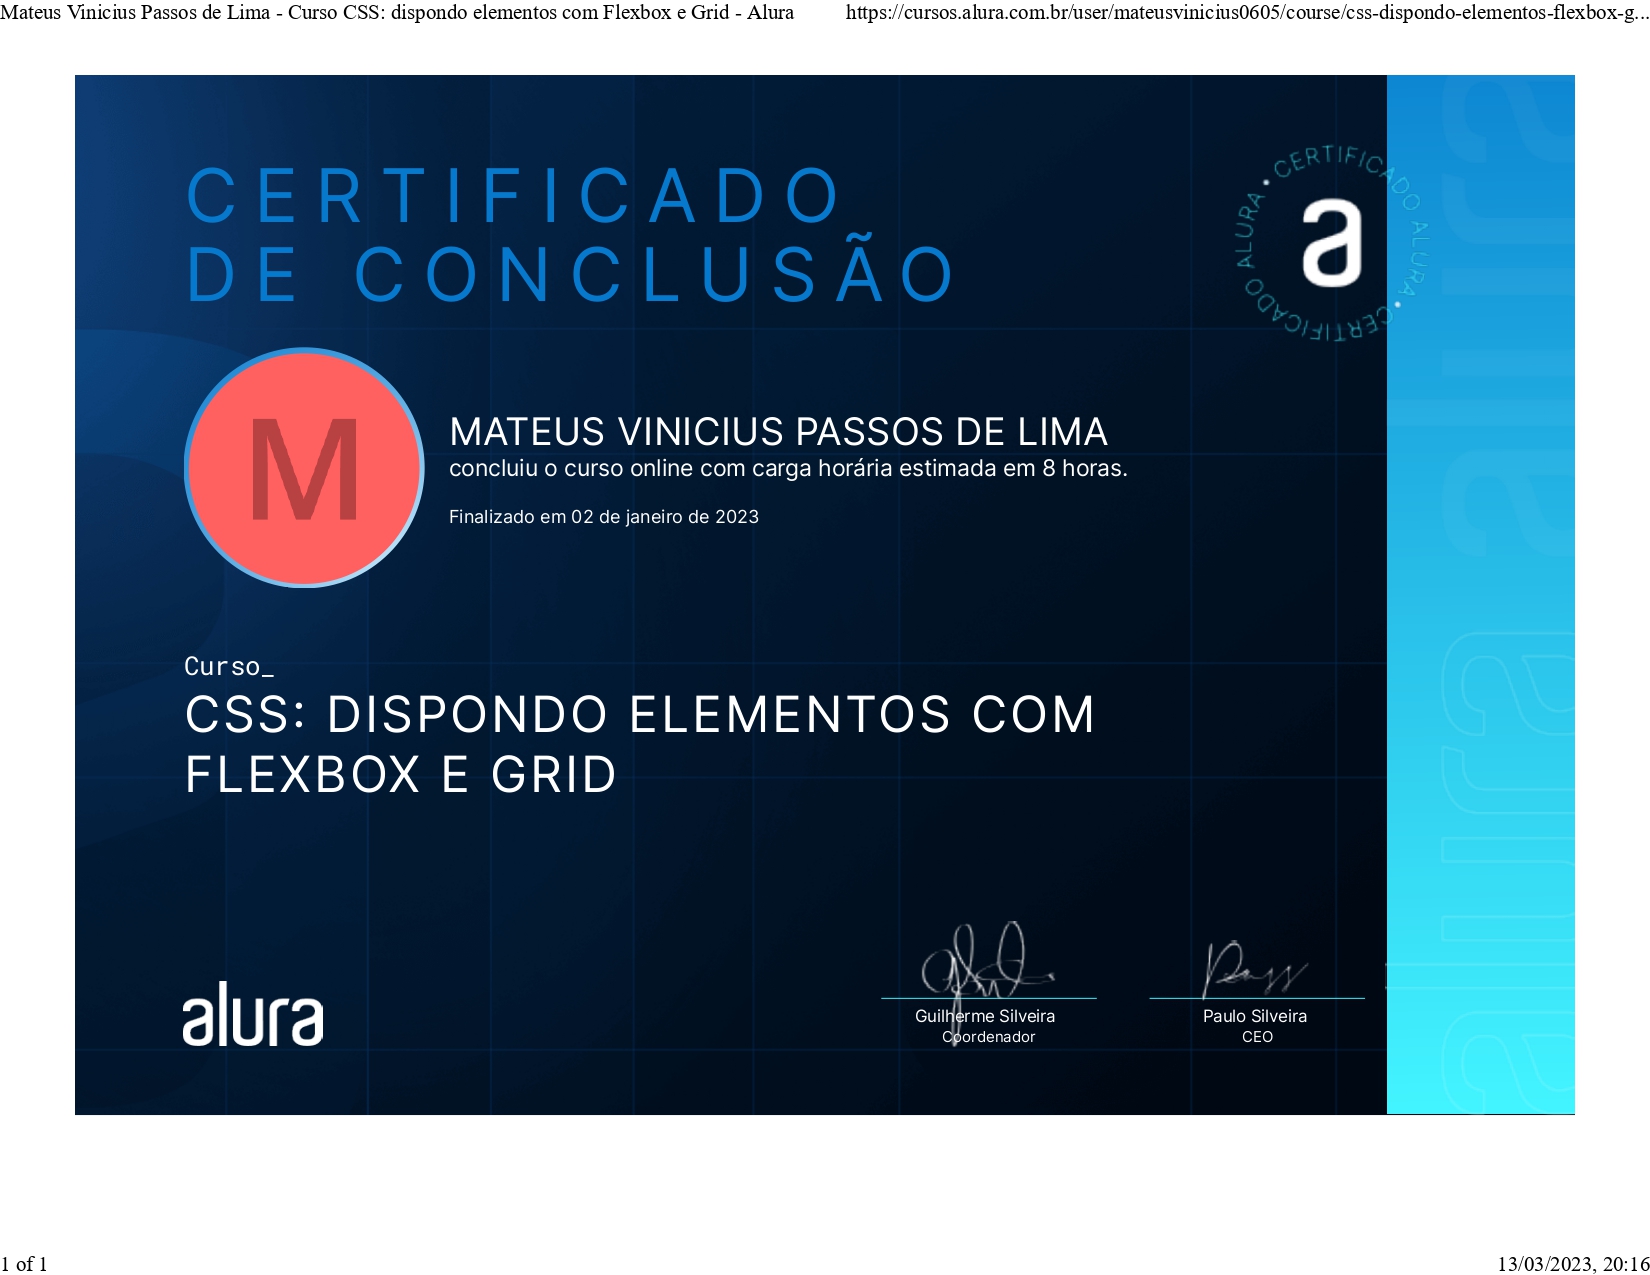 Mateus Vinicius Passos de Lima - Curso CSS: dispondo elementos com Flexbox e Grid - Alura
https://cursos.alura.com.br/user/mateusvinicius0605/course/css-dispondo-elementos-flexbox-g...
CERTIFICADO
DE CONCLUSÃO
CERTIFICADO ALURA • CERTIFICADO ALURA •
a
M
MATEUS VINICIUS PASSOS DE LIMA
concluiu o curso online com carga horária estimada em 8 horas.
Finalizado em 02 de janeiro de 2023
Curso_
CSS: DISPONDO ELEMENTOS COM
FLEXBOX E GRID
alura
Guilherme Silveira
Coordenador
Paulo Silveira
CEO
alura alura
1 of 1
13/03/2023, 20:16